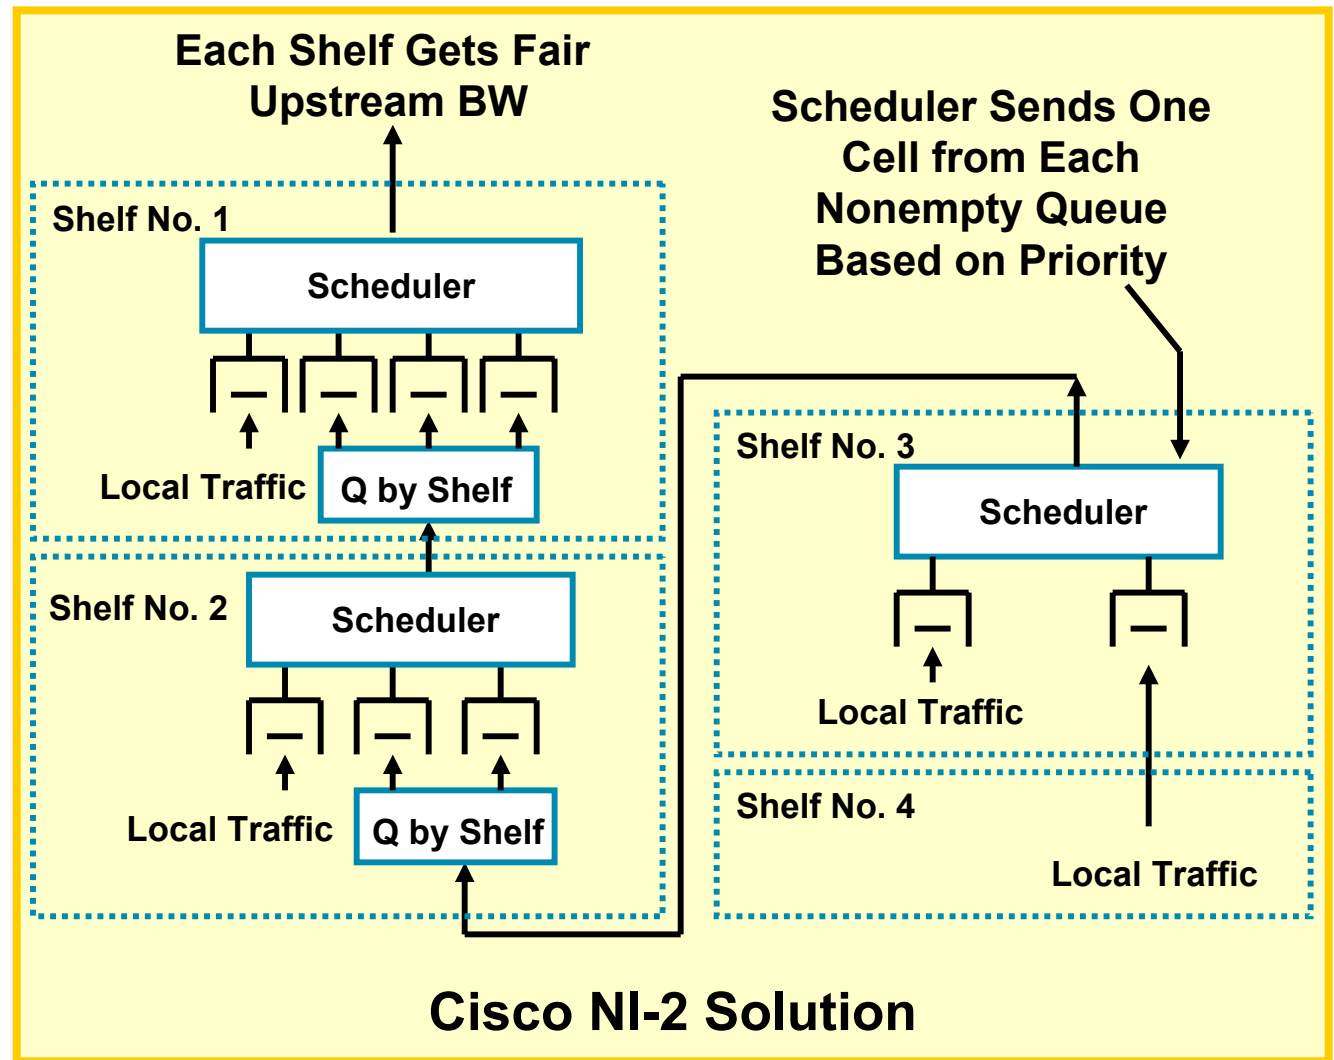 Each Shelf Gets Fair
Upstream BW
Scheduler Sends One
Cell from Each
Nonempty Queue
Based on Priority
Shelf No. 1
Scheduler
Local Traffic
Q by Shelf
Shelf No. 2
Scheduler
Local Traffic
Q by Shelf
Shelf No. 3
Scheduler
Local Traffic
Shelf No. 4
Local Traffic
Cisco NI-2 Solution